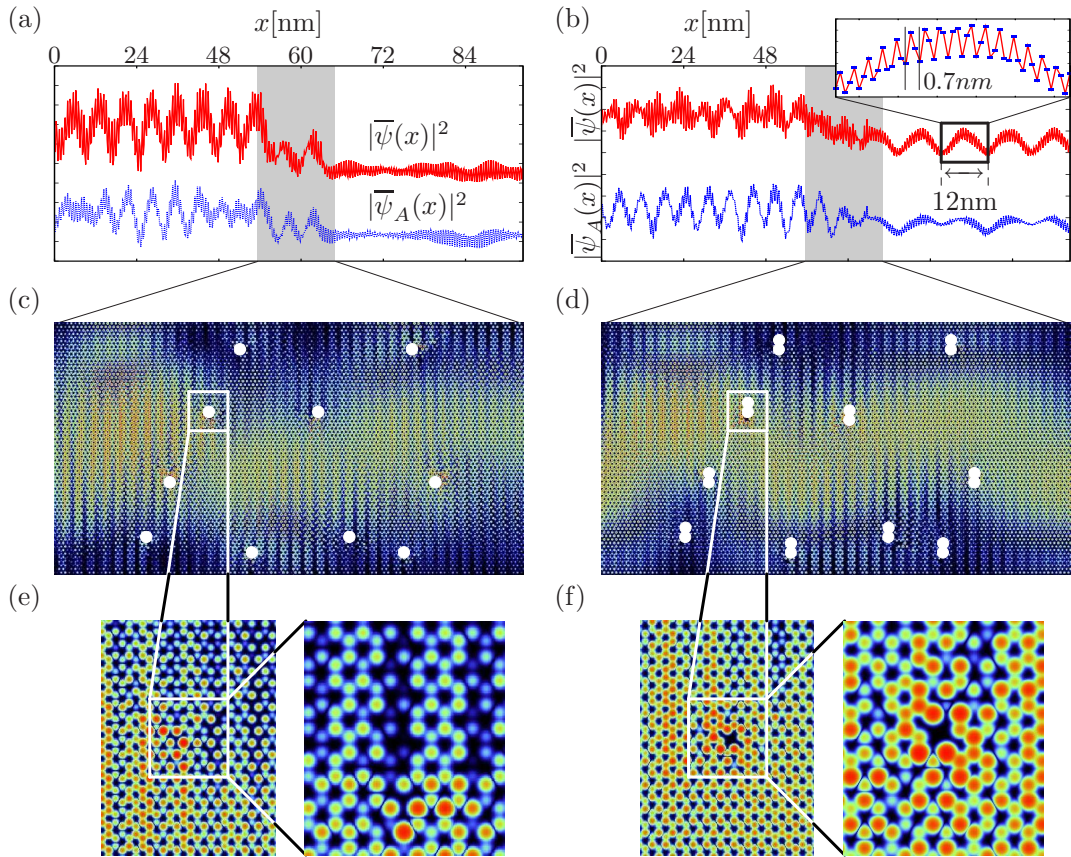 (a)
x[nm]
0 24 48 60 72 84
|ψ̅(x)|²
|ψ̅_A(x)|²
(b)
x[nm]
0 24 48
|ψ̅(x)|²
|ψ̅_A(x)|²
0.7nm
12nm
(c)
(d)
(e)
(f)